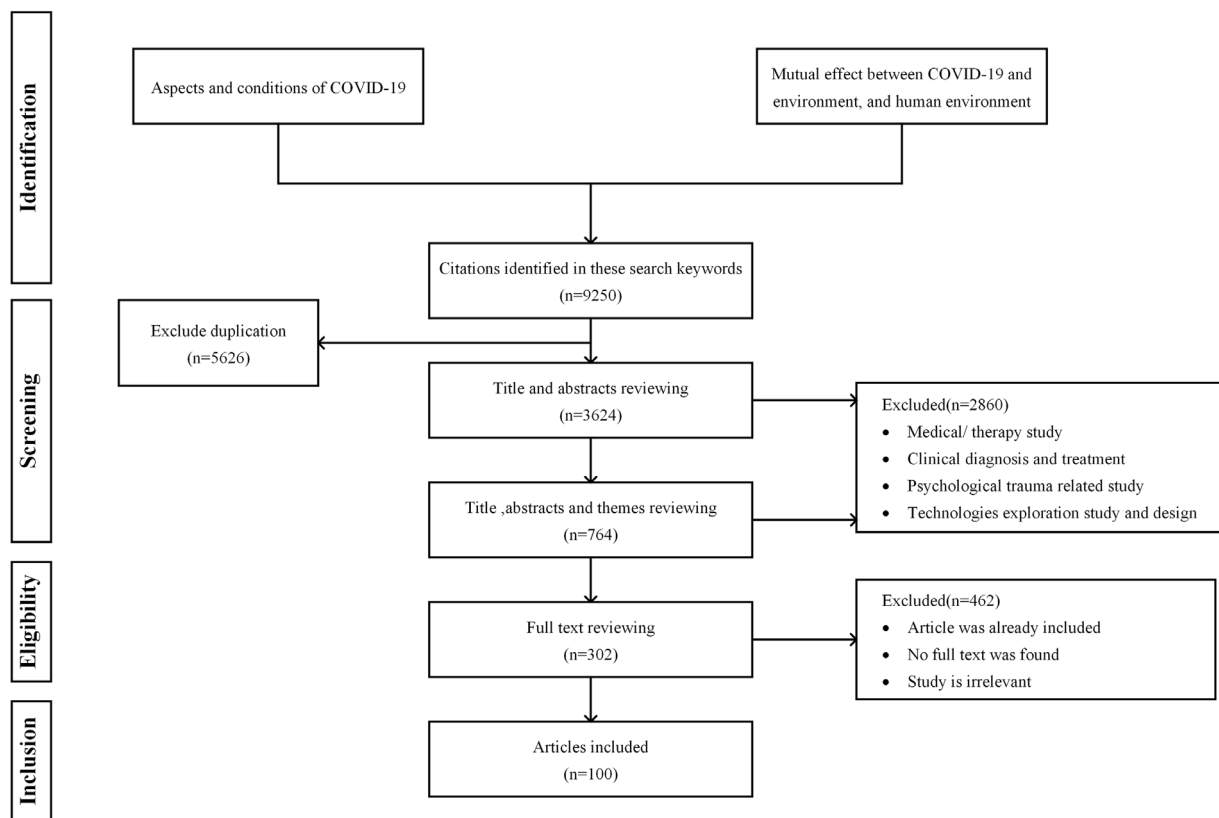 Identification
Aspects and conditions of COVID-19
Mutual effect between COVID-19 and
environment, and human environment
Citations identified in these search keywords
(n=9250)
Screening
Exclude duplication
(n=5626)
Title and abstracts reviewing
(n=3624)
Excluded(n=2860)
• Medical/ therapy study
• Clinical diagnosis and treatment
• Psychological trauma related study
• Technologies exploration study and design
Title ,abstracts and themes reviewing
(n=764)
Eligibility
Full text reviewing
(n=302)
Excluded(n=462)
• Article was already included
• No full text was found
• Study is irrelevant
Inclusion
Articles included
(n=100)